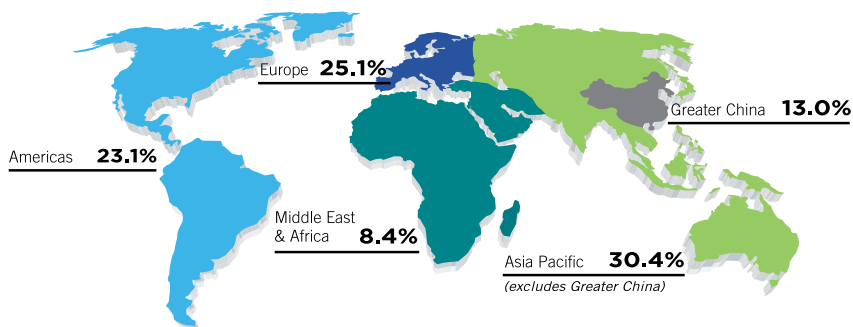 Europe 25.1%
Greater China 13.0%
Americas 23.1%
Middle East
& Africa 8.4%
Asia Pacific 30.4%
(excludes Greater China)